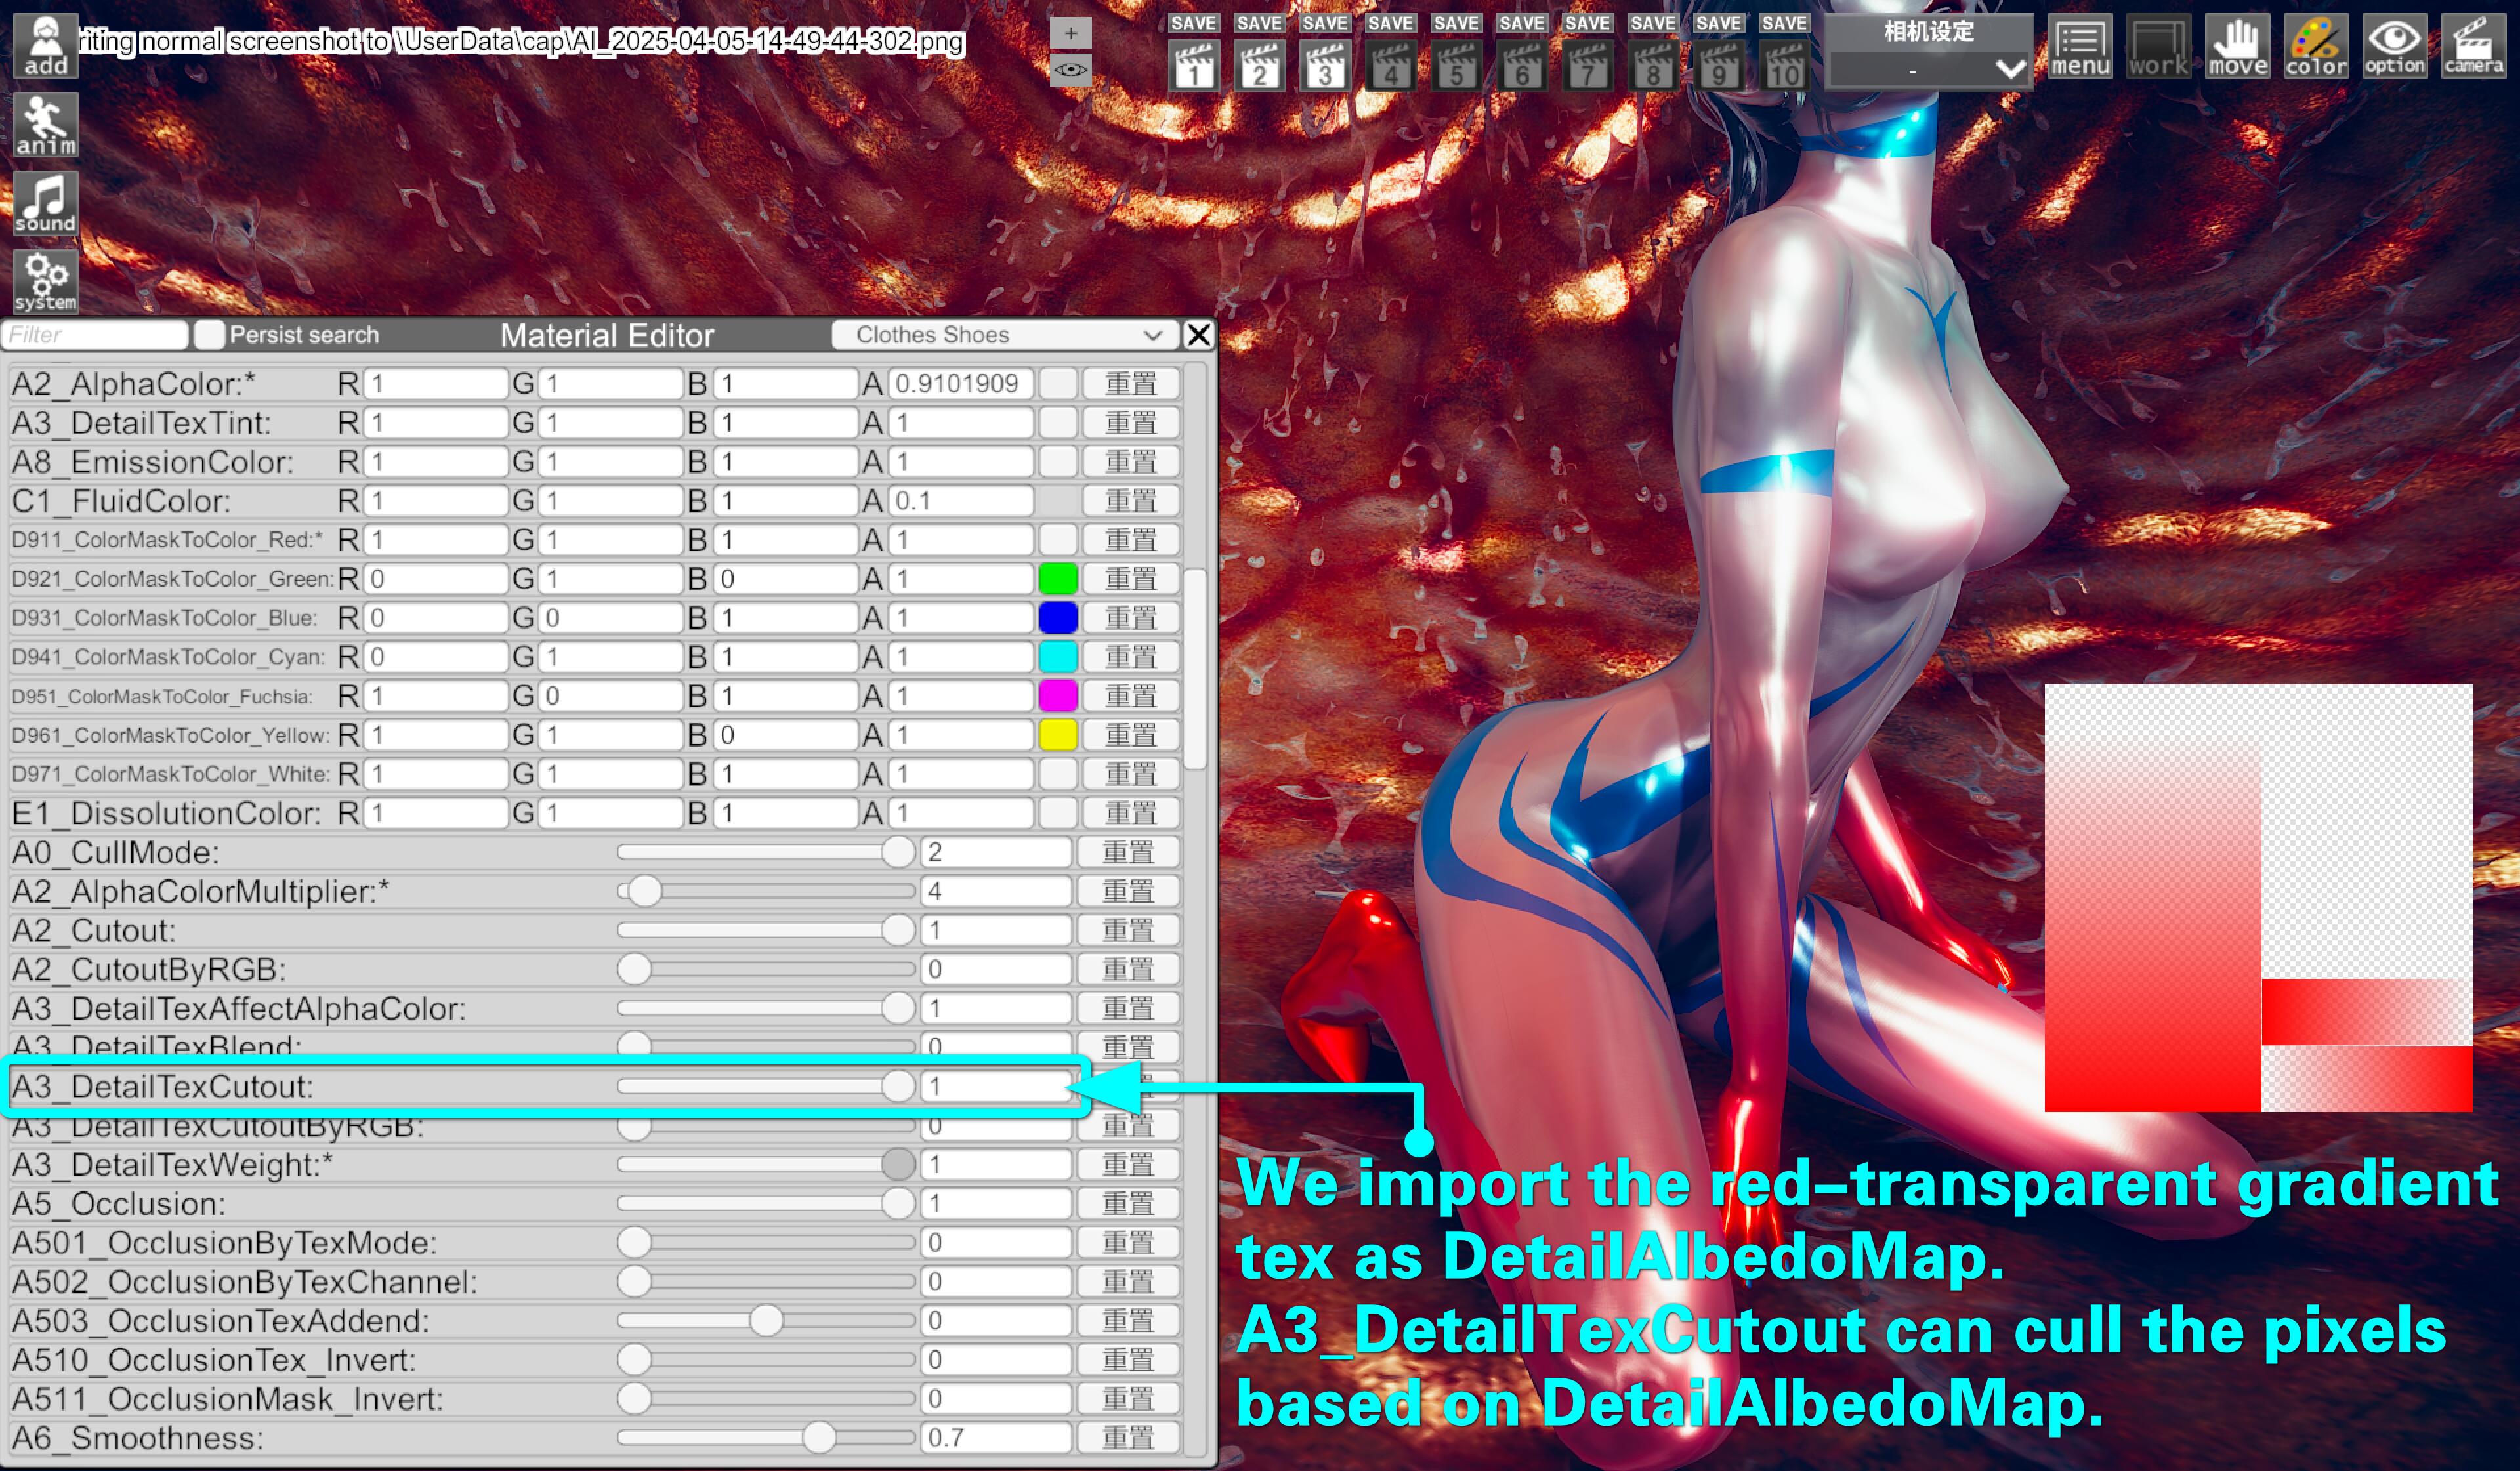 add
riting normal screenshot to \UserData\cap\AI_2025-04-05-14-49-44-302.png
+
SAVE SAVE SAVE SAVE SAVE SAVE SAVE SAVE SAVE SAVE
1 2 3 4 5 6 7 8 9 10
相机设定
-
menu work move color option camera
anim
sound
system
Filter Persist search Material Editor Clothes Shoes X
A2_AlphaColor:* R 1 G 1 B 1 A 0.9101909 重置
A3_DetailTexTint: R 1 G 1 B 1 A 1 重置
A8_EmissionColor: R 1 G 1 B 1 A 1 重置
C1_FluidColor: R 1 G 1 B 1 A 0.1 重置
D911_ColorMaskToColor_Red:* R 1 G 1 B 1 A 1 重置
D921_ColorMaskToColor_Green: R 0 G 1 B 0 A 1 重置
D931_ColorMaskToColor_Blue: R 0 G 0 B 1 A 1 重置
D941_ColorMaskToColor_Cyan: R 0 G 1 B 1 A 1 重置
D951_ColorMaskToColor_Fuchsia: R 1 G 0 B 1 A 1 重置
D961_ColorMaskToColor_Yellow: R 1 G 1 B 0 A 1 重置
D971_ColorMaskToColor_White: R 1 G 1 B 1 A 1 重置
E1_DissolutionColor: R 1 G 1 B 1 A 1 重置
A0_CullMode: 2 重置
A2_AlphaColorMultiplier:* 4 重置
A2_Cutout: 1 重置
A2_CutoutByRGB: 0 重置
A3_DetailTexAffectAlphaColor: 1 重置
A3_DetailTexBlend: 0 重置
A3_DetailTexCutout: 1
A3_DetailTexCutoutByRGB: 0 重置
A3_DetailTexWeight:* 1 重置
A5_Occlusion: 1 重置
A501_OcclusionByTexMode: 0 重置
A502_OcclusionByTexChannel: 0 重置
A503_OcclusionTexAddend: 0 重置
A510_OcclusionTex_Invert: 0 重置
A511_OcclusionMask_Invert: 0 重置
A6_Smoothness: 0.7 重置
We import the red-transparent gradient
tex as DetailAlbedoMap.
A3_DetailTexCutout can cull the pixels
based on DetailAlbedoMap.